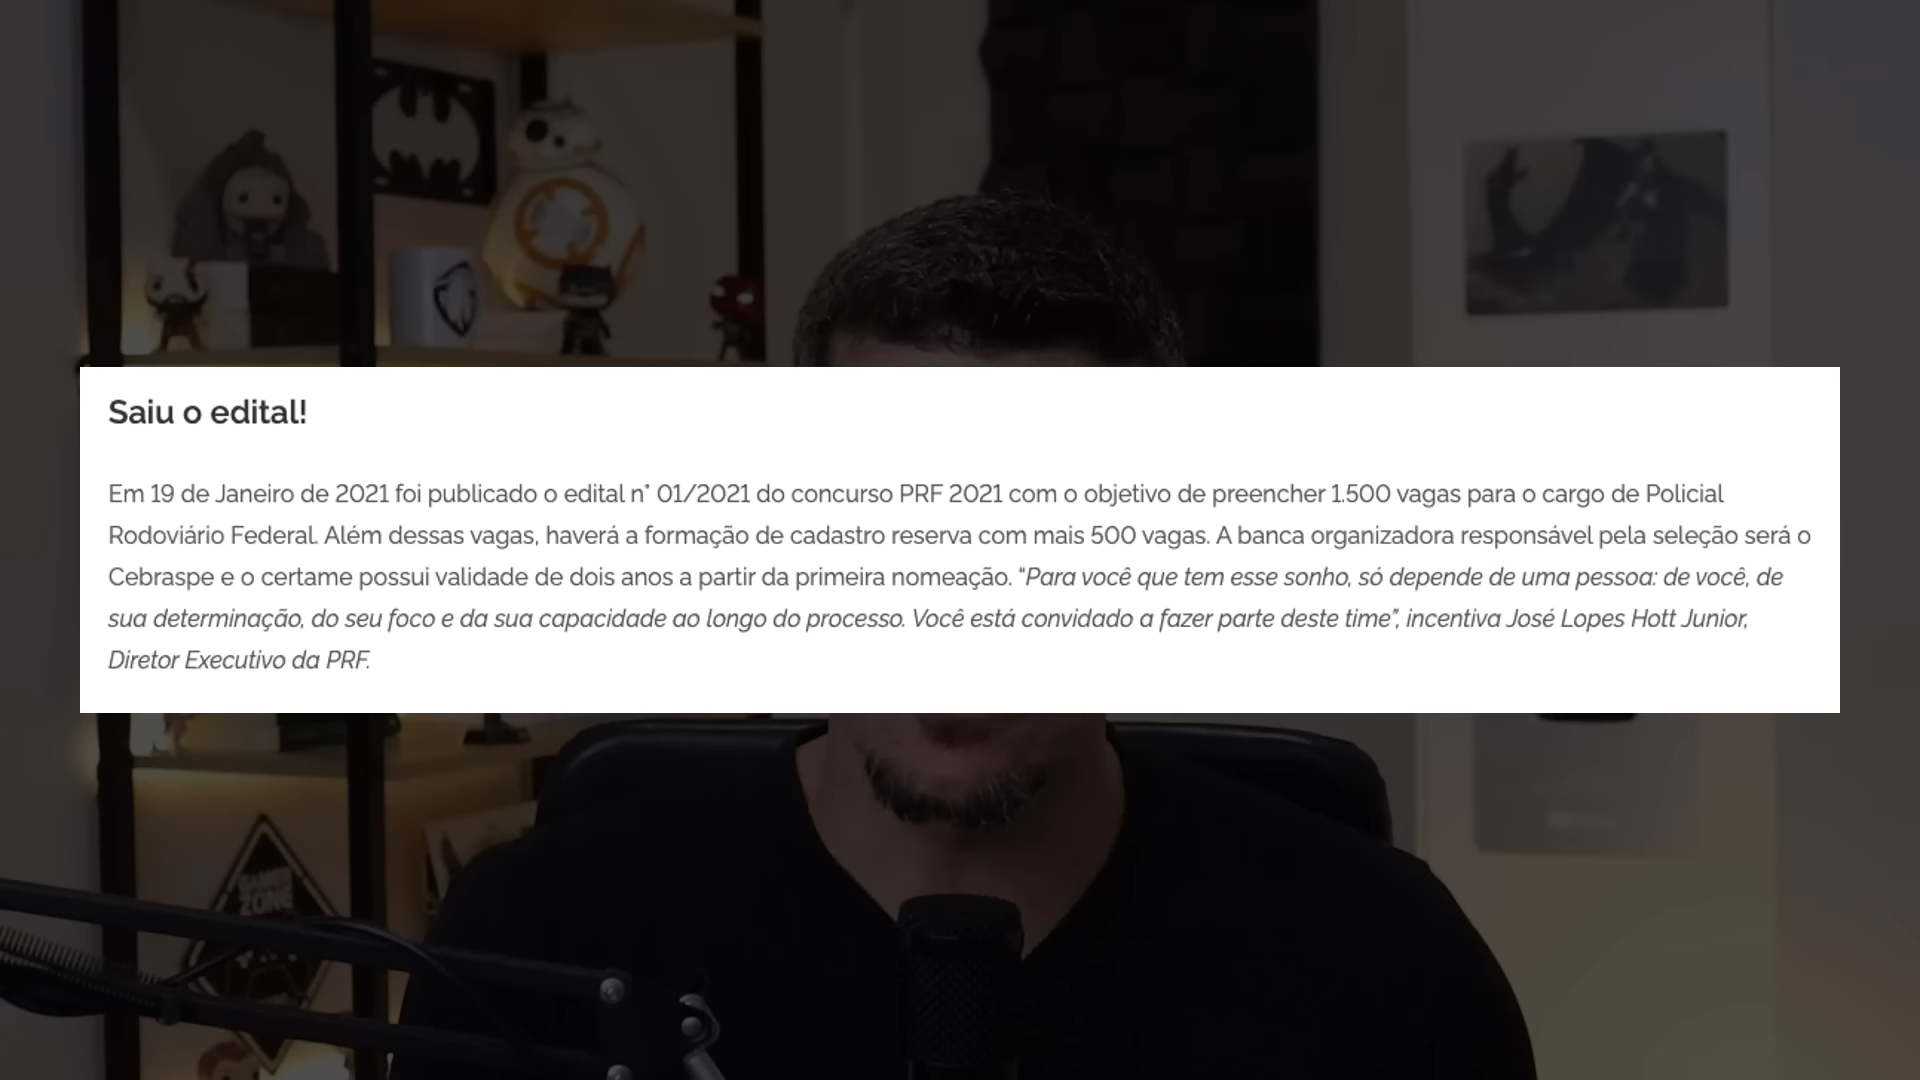 Saiu o edital!
Em 19 de Janeiro de 2021 foi publicado o edital n° 01/2021 do concurso PRF 2021 com o objetivo de preencher 1.500 vagas para o cargo de Policial
Rodoviário Federal. Além dessas vagas, haverá a formação de cadastro reserva com mais 500 vagas. A banca organizadora responsável pela seleção será o
Cebraspe e o certame possui validade de dois anos a partir da primeira nomeação. “Para você que tem esse sonho, só depende de uma pessoa: de você, de
sua determinação, do seu foco e da sua capacidade ao longo do processo. Você está convidado a fazer parte deste time”, incentiva José Lopes Hott Junior,
Diretor Executivo da PRF.
GAMER
ZONE